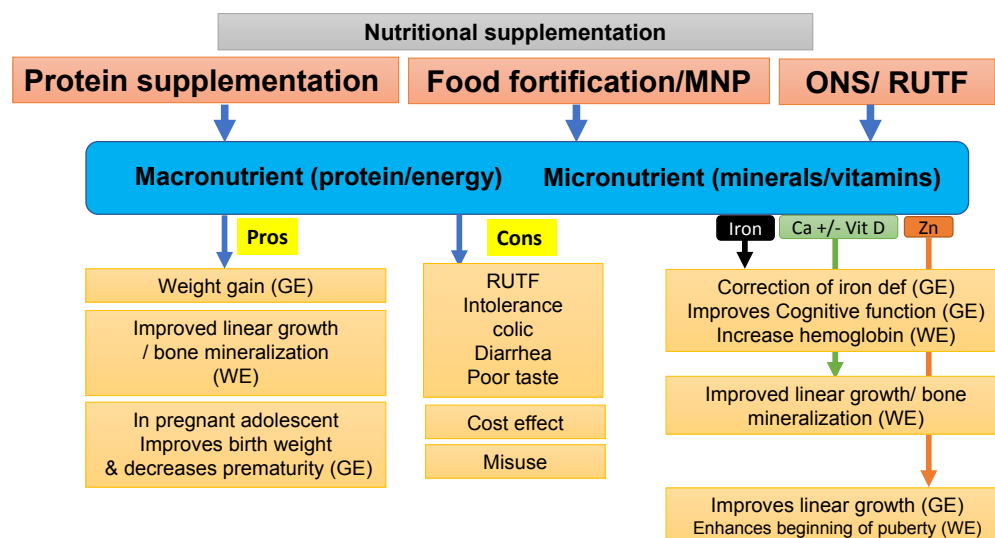 Nutritional supplementation
Protein supplementation
Food fortification/MNP
ONS/ RUTF
Macronutrient (protein/energy)
Micronutrient (minerals/vitamins)
Pros
Cons
Iron
Ca +/- Vit D
Zn
Weight gain (GE)
Improved linear growth
/ bone mineralization
(WE)
In pregnant adolescent
Improves birth weight
& decreases prematurity (GE)
RUTF
Intolerance
colic
Diarrhea
Poor taste
Cost effect
Misuse
Correction of iron def (GE)
Improves Cognitive function (GE)
Increase hemoglobin (WE)
Improved linear growth/ bone
mineralization (WE)
Improves linear growth (GE)
Enhances beginning of puberty (WE)